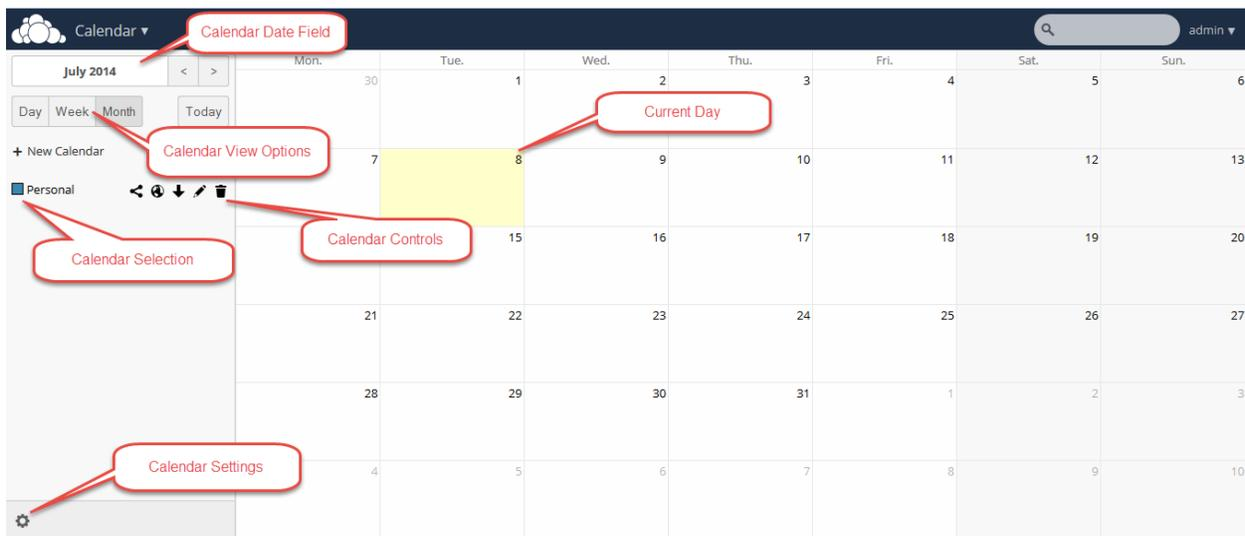 Calendar ▾
Calendar Date Field
admin ▾
July 2014 < >
Mon. Tue. Wed. Thu. Fri. Sat. Sun.
30 1 2 3 4 5 6
Day Week Month Today
Current Day
+ New Calendar
Calendar View Options
7 8 9 10 11 12 13
Personal
Calendar Controls
Calendar Selection
15 16 17 18 19 20
21 22 23 24 25 26 27
28 29 30 31 1 2 3
Calendar Settings
4 5 6 7 8 9 10